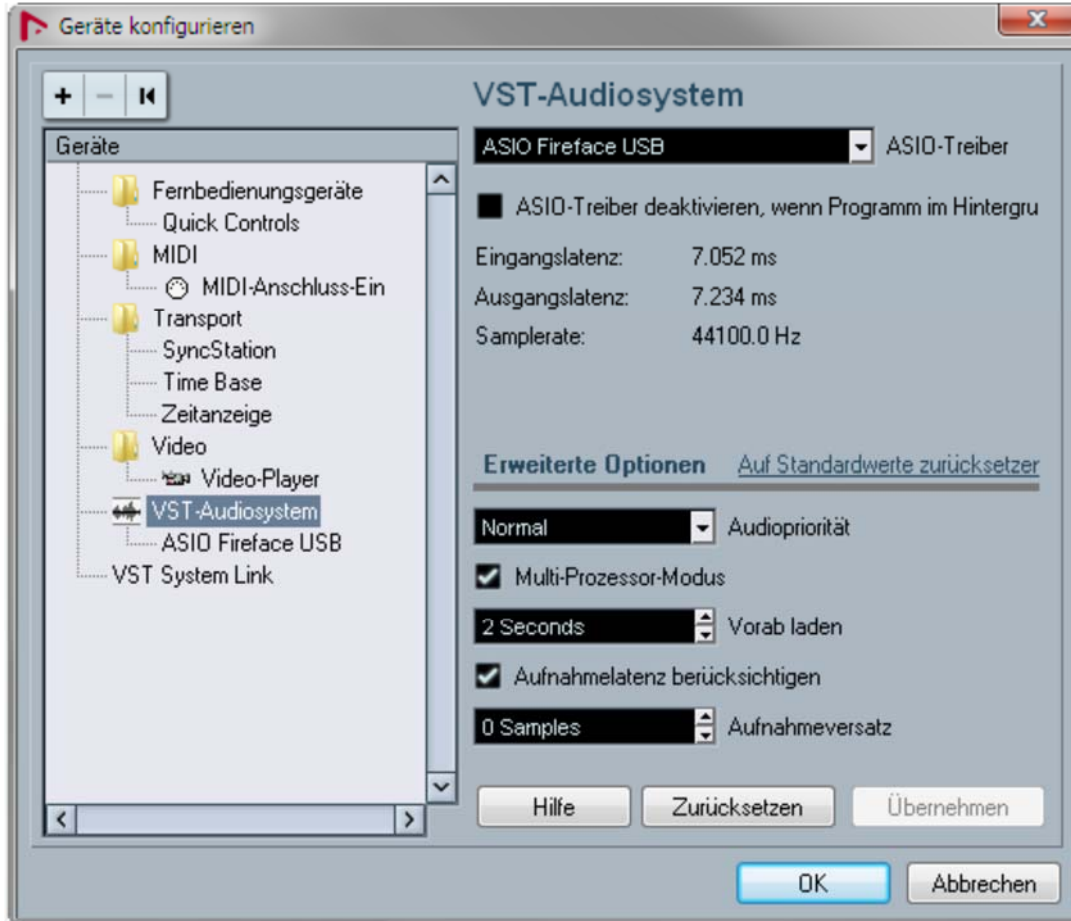 Geräte konfigurieren
Geräte
Fernbedienungsgeräte
Quick Controls
MIDI
MIDI-Anschluss-Ein
Transport
SyncStation
Time Base
Zeitanzeige
Video
Video-Player
VST-Audiosystem
ASIO Fireface USB
VST System Link
VST-Audiosystem
ASIO Fireface USB ASIO-Treiber
ASIO-Treiber deaktivieren, wenn Programm im Hintergru
Eingangslatenz: 7.052 ms
Ausgangslatenz: 7.234 ms
Samplerate: 44100.0 Hz
Erweiterte Optionen Auf Standardwerte zurücksetzer
Normal Audiopriorität
Multi-Prozessor-Modus
2 Seconds Vorab laden
Aufnahmelatenz berücksichtigen
0 Samples Aufnahmeversatz
Hilfe Zurücksetzen Übernehmen
OK Abbrechen